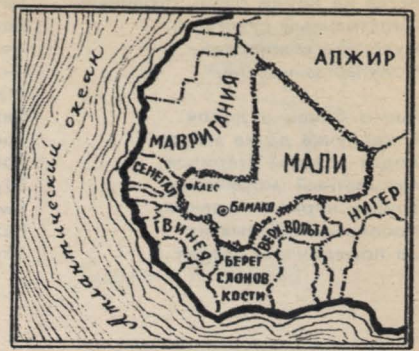 АЛЖИР
Атлантический океан
МАВРИТАНИЯ
МАЛИ
СЕНЕГАЛ
КАЕС
НИГЕР
БАМАКО
ГВИНЕЯ
ВЕРХ. ВОЛЬТА
БЕРЕГ
СЛОНОВ.
КОСТИ